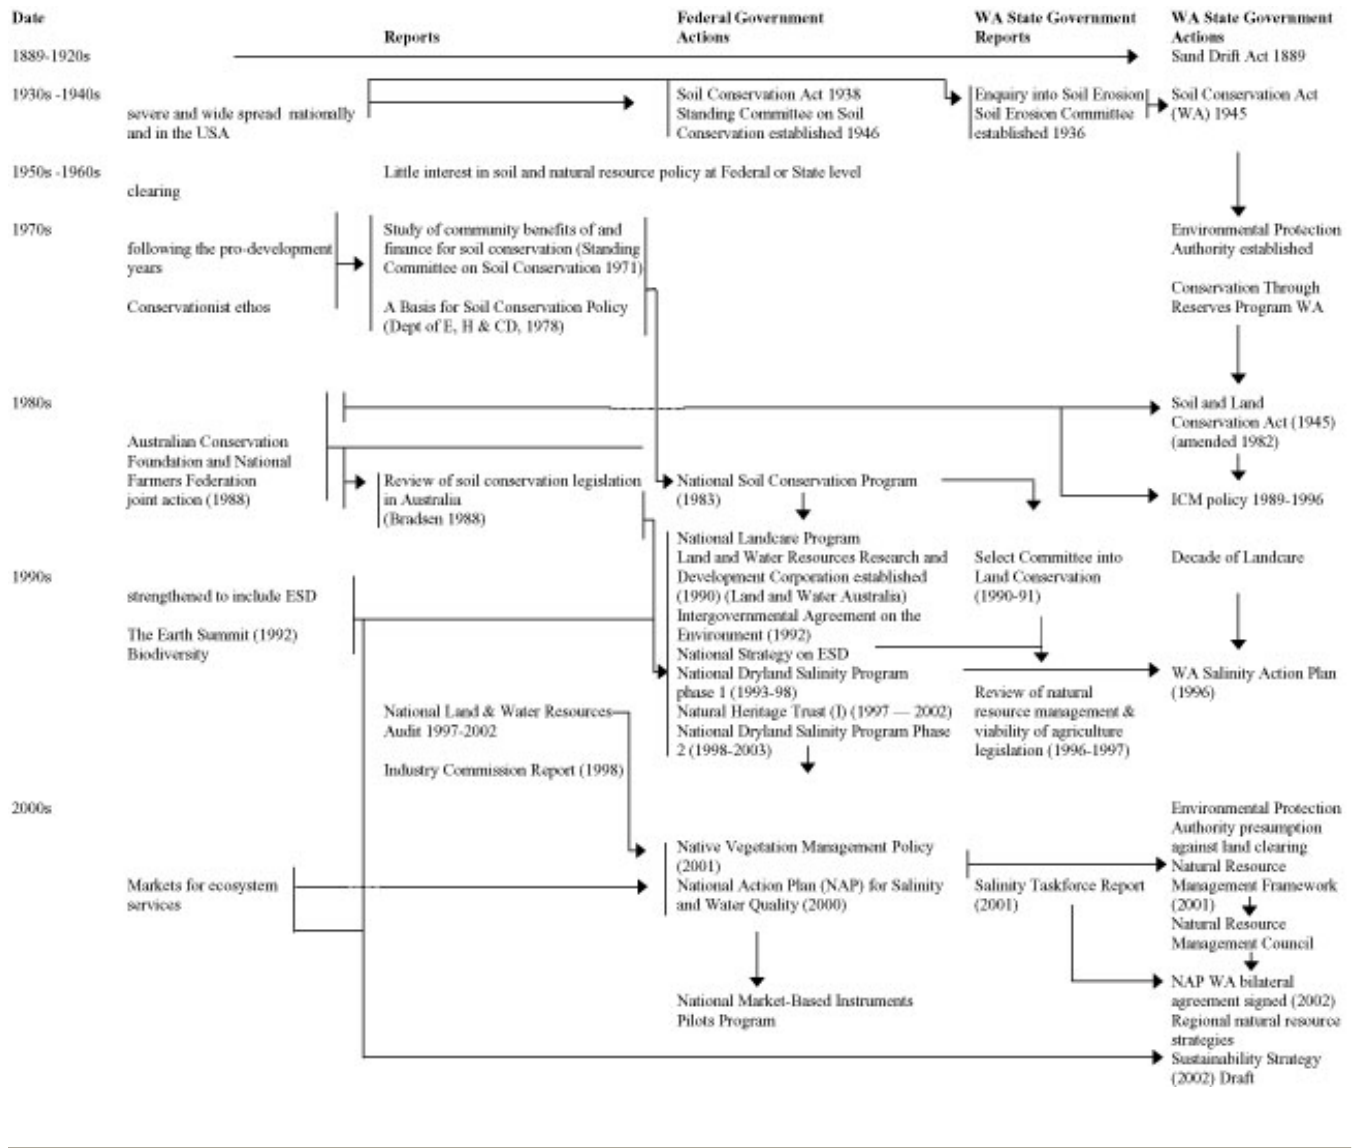 Date
Reports
Federal Government
Actions
WA State Government
Reports
WA State Government
Actions
1889-1920s
Sand Drift Act 1889
1930s -1940s
severe and wide spread nationally
and in the USA
Soil Conservation Act 1938
Standing Committee on Soil
Conservation established 1946
Enquiry into Soil Erosion
Soil Erosion Committee
established 1936
Soil Conservation Act
(WA) 1945
1950s -1960s
clearing
Little interest in soil and natural resource policy at Federal or State level
1970s
following the pro-development
years
Conservationist ethos
Study of community benefits of and
finance for soil conservation (Standing
Committee on Soil Conservation 1971)
A Basis for Soil Conservation Policy
(Dept of E, H & CD, 1978)
Environmental Protection
Authority established
Conservation Through
Reserves Program WA
1980s
Australian Conservation
Foundation and National
Farmers Federation
joint action (1988)
Review of soil conservation legislation
in Australia
(Bradsen 1988)
National Soil Conservation Program
(1983)
Soil and Land
Conservation Act (1945)
(amended 1982)
ICM policy 1989-1996
National Landcare Program
Land and Water Resources Research and
Development Corporation established
(1990) (Land and Water Australia)
Intergovernmental Agreement on the
Environment (1992)
National Strategy on ESD
National Dryland Salinity Program
phase 1 (1993-98)
Natural Heritage Trust (I) (1997 — 2002)
National Dryland Salinity Program Phase
2 (1998-2003)
Select Committee into
Land Conservation
(1990-91)
Decade of Landcare
1990s
strengthened to include ESD
The Earth Summit (1992)
Biodiversity
National Land & Water Resources
Audit 1997-2002
Industry Commission Report (1998)
Review of natural
resource management &
viability of agriculture
legislation (1996-1997)
WA Salinity Action Plan
(1996)
2000s
Markets for ecosystem
services
Native Vegetation Management Policy
(2001)
National Action Plan (NAP) for Salinity
and Water Quality (2000)
National Market-Based Instruments
Pilots Program
Salinity Taskforce Report
(2001)
Environmental Protection
Authority presumption
against land clearing
Natural Resource
Management Framework
(2001)
Natural Resource
Management Council
NAP WA bilateral
agreement signed (2002)
Regional natural resource
strategies
Sustainability Strategy
(2002) Draft